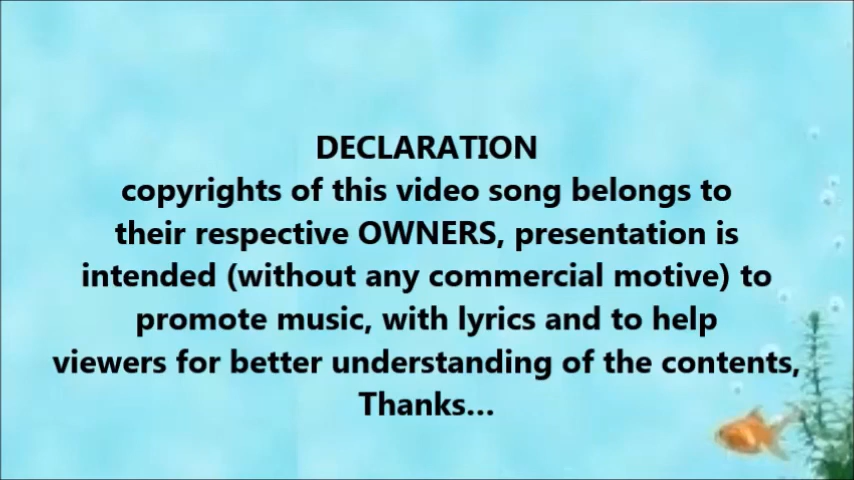 DECLARATION
copyrights of this video song belongs to
their respective OWNERS, presentation is
intended (without any commercial motive) to
promote music, with lyrics and to help
viewers for better understanding of the contents,
Thanks...